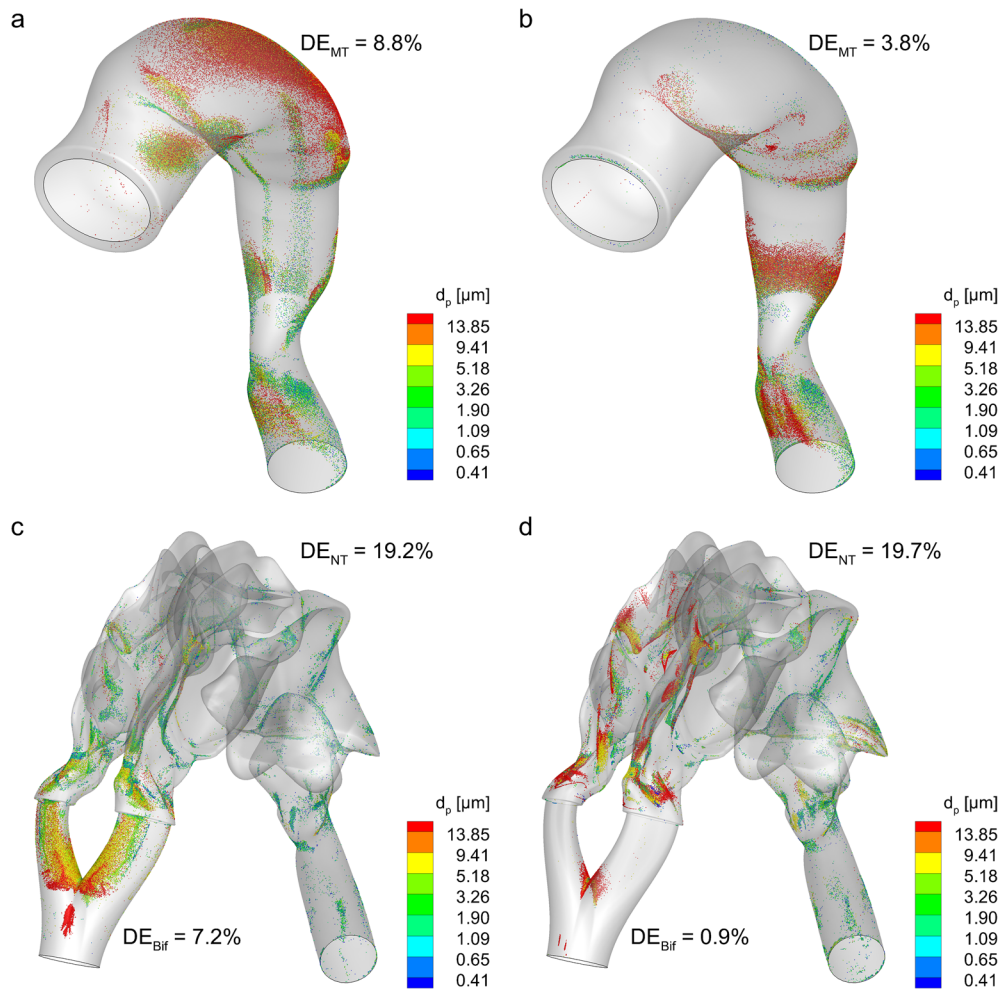 a
DE_MT = 8.8%
d_p [µm]
13.85
9.41
5.18
3.26
1.90
1.09
0.65
0.41
b
DE_MT = 3.8%
d_p [µm]
13.85
9.41
5.18
3.26
1.90
1.09
0.65
0.41
c
DE_NT = 19.2%
d_p [µm]
13.85
9.41
5.18
3.26
1.90
1.09
0.65
0.41
DE_Bif = 7.2%
d
DE_NT = 19.7%
d_p [µm]
13.85
9.41
5.18
3.26
1.90
1.09
0.65
0.41
DE_Bif = 0.9%